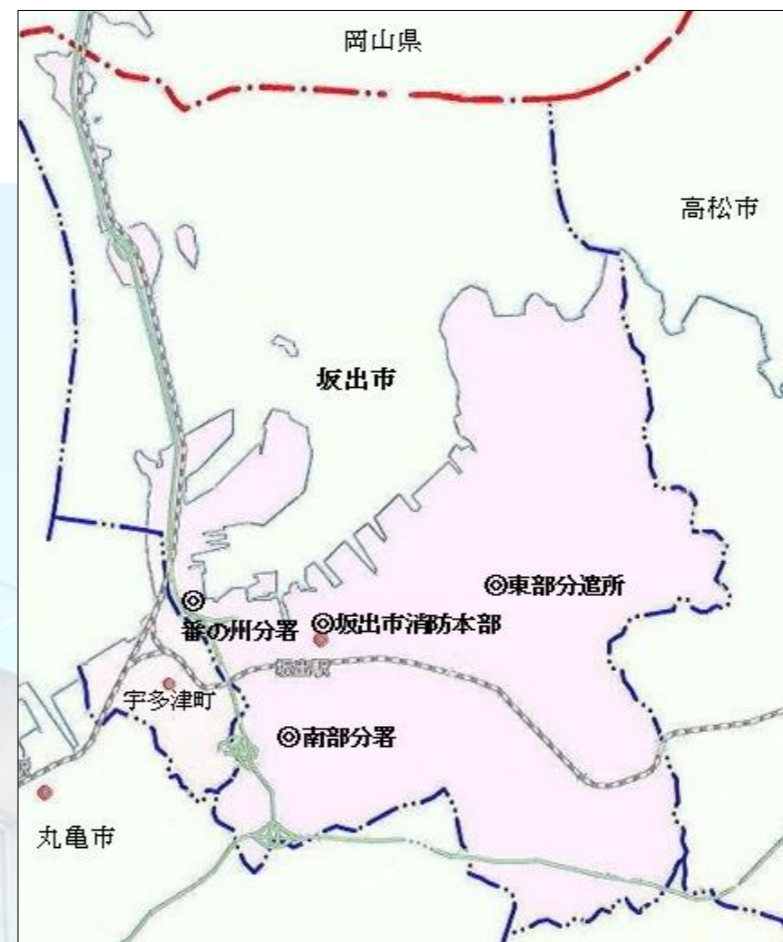 岡山県
高松市
坂出市
◎東部分遣所
番の州分署
◎坂出市消防本部
坂出駅
宇多津町
◎南部分署
丸亀市